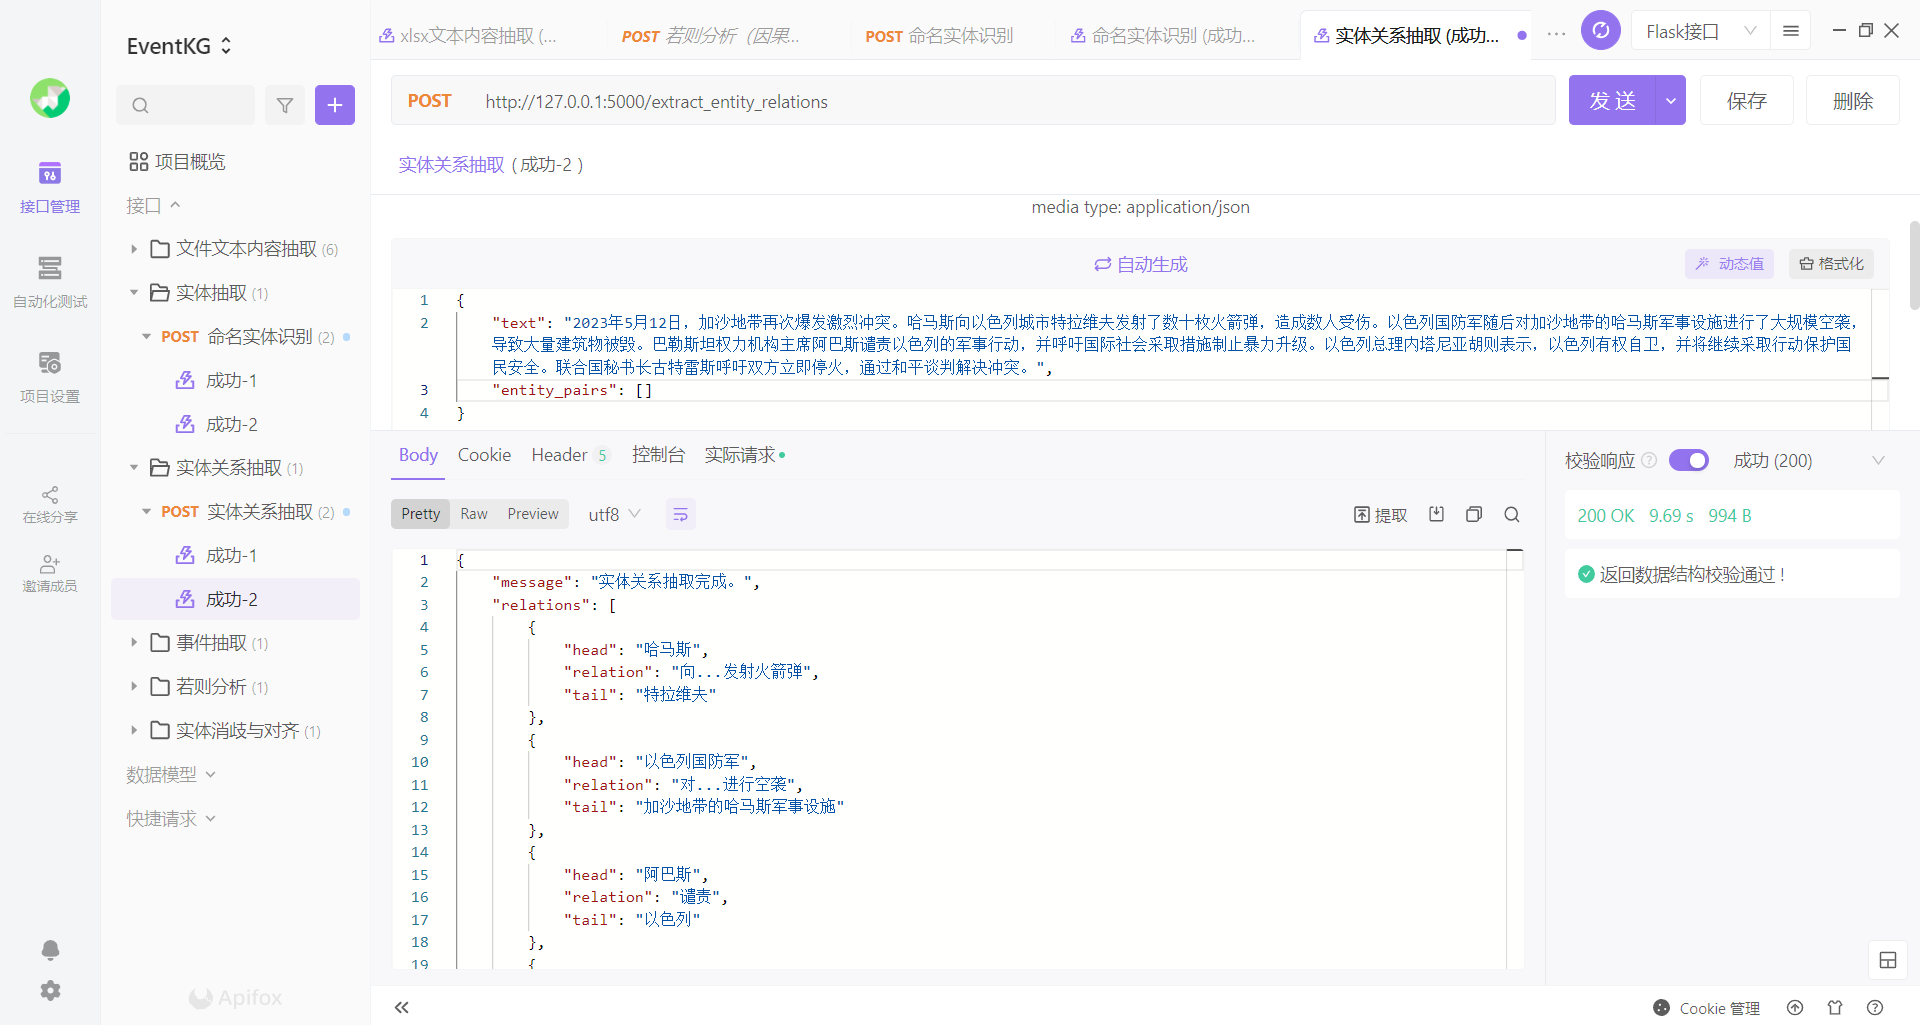 EventKG
xlsx文本内容抽取 (...
POST 若则分析（因果...
POST 命名实体识别
命名实体识别 (成功...
实体关系抽取 (成功...
Flask接口
POST http://127.0.0.1:5000/extract_entity_relations
发 送
保存
删除
实体关系抽取 ( 成功-2 )
接口管理
自动化测试
项目设置
在线分享
邀请成员
项目概览
接口
文件文本内容抽取 (6)
实体抽取 (1)
POST 命名实体识别 (2)
成功-1
成功-2
实体关系抽取 (1)
POST 实体关系抽取 (2)
成功-1
成功-2
事件抽取 (1)
若则分析 (1)
实体消歧与对齐 (1)
数据模型
快捷请求
Apifox
media type: application/json
自动生成
动态值
格式化
1 {
2 "text": "2023年5月12日，加沙地带再次爆发激烈冲突。哈马斯向以色列城市特拉维夫发射了数十枚火箭弹，造成数人受伤。以色列国防军随后对加沙地带的哈马斯军事设施进行了大规模空袭，
导致大量建筑物被毁。巴勒斯坦权力机构主席阿巴斯谴责以色列的军事行动，并呼吁国际社会采取措施制止暴力升级。以色列总理内塔尼亚胡则表示，以色列有权自卫，并将继续采取行动保护国
民安全。联合国秘书长古特雷斯呼吁双方立即停火，通过和平谈判解决冲突。",
3 "entity_pairs": []
4 }
Body Cookie Header 5 控制台 实际请求
Pretty Raw Preview utf8
提取
1 {
2 "message": "实体关系抽取完成。",
3 "relations": [
4 {
5 "head": "哈马斯",
6 "relation": "向...发射火箭弹",
7 "tail": "特拉维夫"
8 },
9 {
10 "head": "以色列国防军",
11 "relation": "对...进行空袭",
12 "tail": "加沙地带的哈马斯军事设施"
13 },
14 {
15 "head": "阿巴斯",
16 "relation": "谴责",
17 "tail": "以色列"
18 },
19 {
校验响应 成功 (200)
200 OK 9.69 s 994 B
返回数据结构校验通过！
Cookie 管理